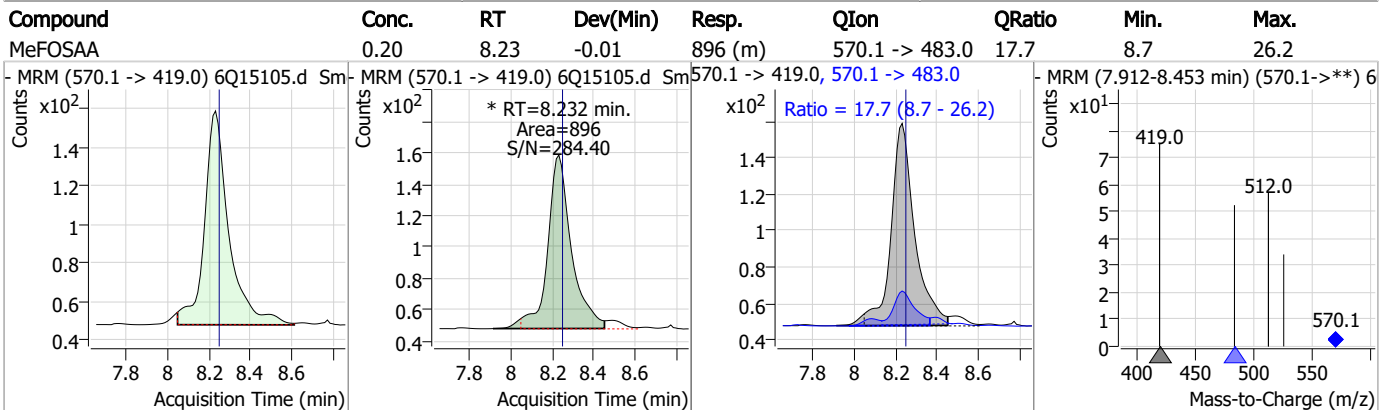 Compound Conc. RT Dev(Min) Resp. QIon QRatio Min. Max.
MeFOSAA 0.20 8.23 -0.01 896 (m) 570.1 -> 483.0 17.7 8.7 26.2
- MRM (570.1 -> 419.0) 6Q15105.d Sm
Counts
x10²
1.4
1.2
1
0.8
0.6
0.4
7.8 8 8.2 8.4 8.6
Acquisition Time (min)
- MRM (570.1 -> 419.0) 6Q15105.d Sm
Counts
x10²
* RT=8.232 min.
Area=896
S/N=284.40
1.6
1.4
1.2
1
0.8
0.6
0.4
7.8 8 8.2 8.4 8.6
Acquisition Time (min)
570.1 -> 419.0, 570.1 -> 483.0
Counts
x10²
Ratio = 17.7 (8.7 - 26.2)
1.4
1.2
1
0.8
0.6
0.4
7.8 8 8.2 8.4 8.6
Acquisition Time (min)
- MRM (7.912-8.453 min) (570.1->**) 6
Counts
x10¹
419.0
512.0
570.1
7
6
5
4
3
2
1
0
400 450 500 550
Mass-to-Charge (m/z)